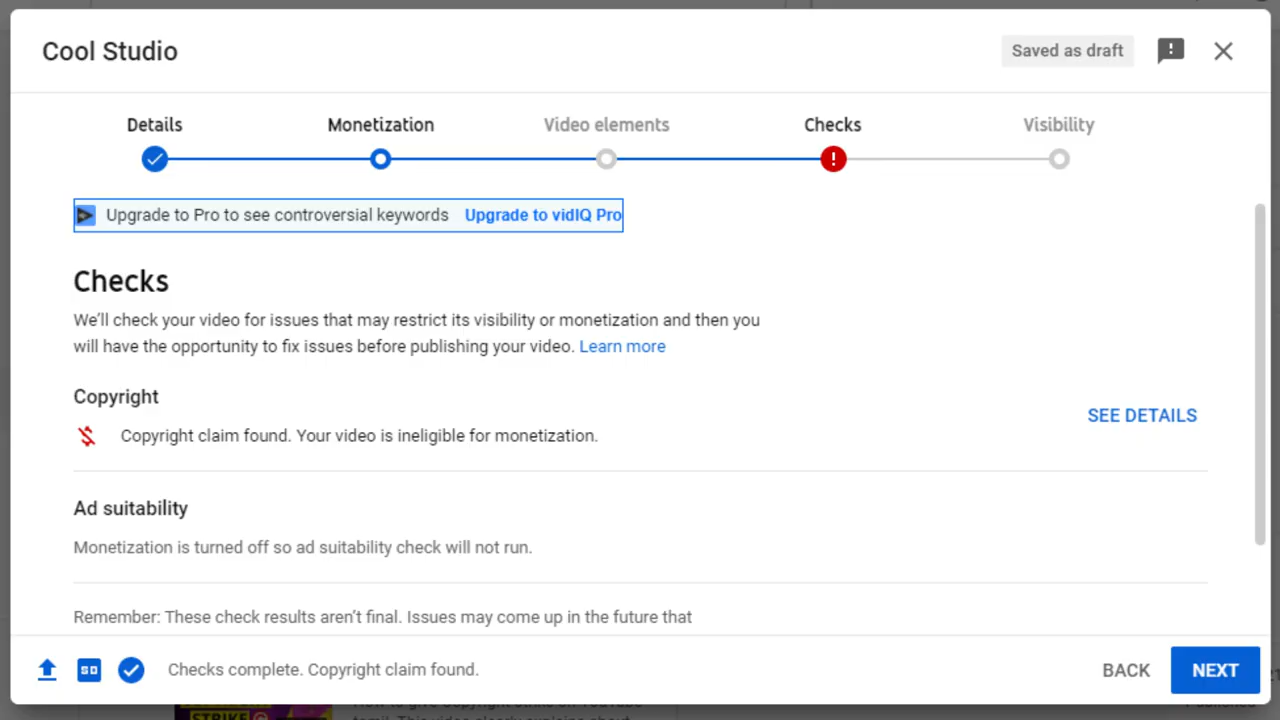 Cool Studio
Saved as draft
Details
Monetization
Video elements
Checks
Visibility
Upgrade to Pro to see controversial keywords Upgrade to vidIQ Pro
Checks
We'll check your video for issues that may restrict its visibility or monetization and then you
will have the opportunity to fix issues before publishing your video. Learn more
Copyright
SEE DETAILS
Copyright claim found. Your video is ineligible for monetization.
Ad suitability
Monetization is turned off so ad suitability check will not run.
Remember: These check results aren't final. Issues may come up in the future that
SD
Checks complete. Copyright claim found.
BACK
NEXT
STRIKE